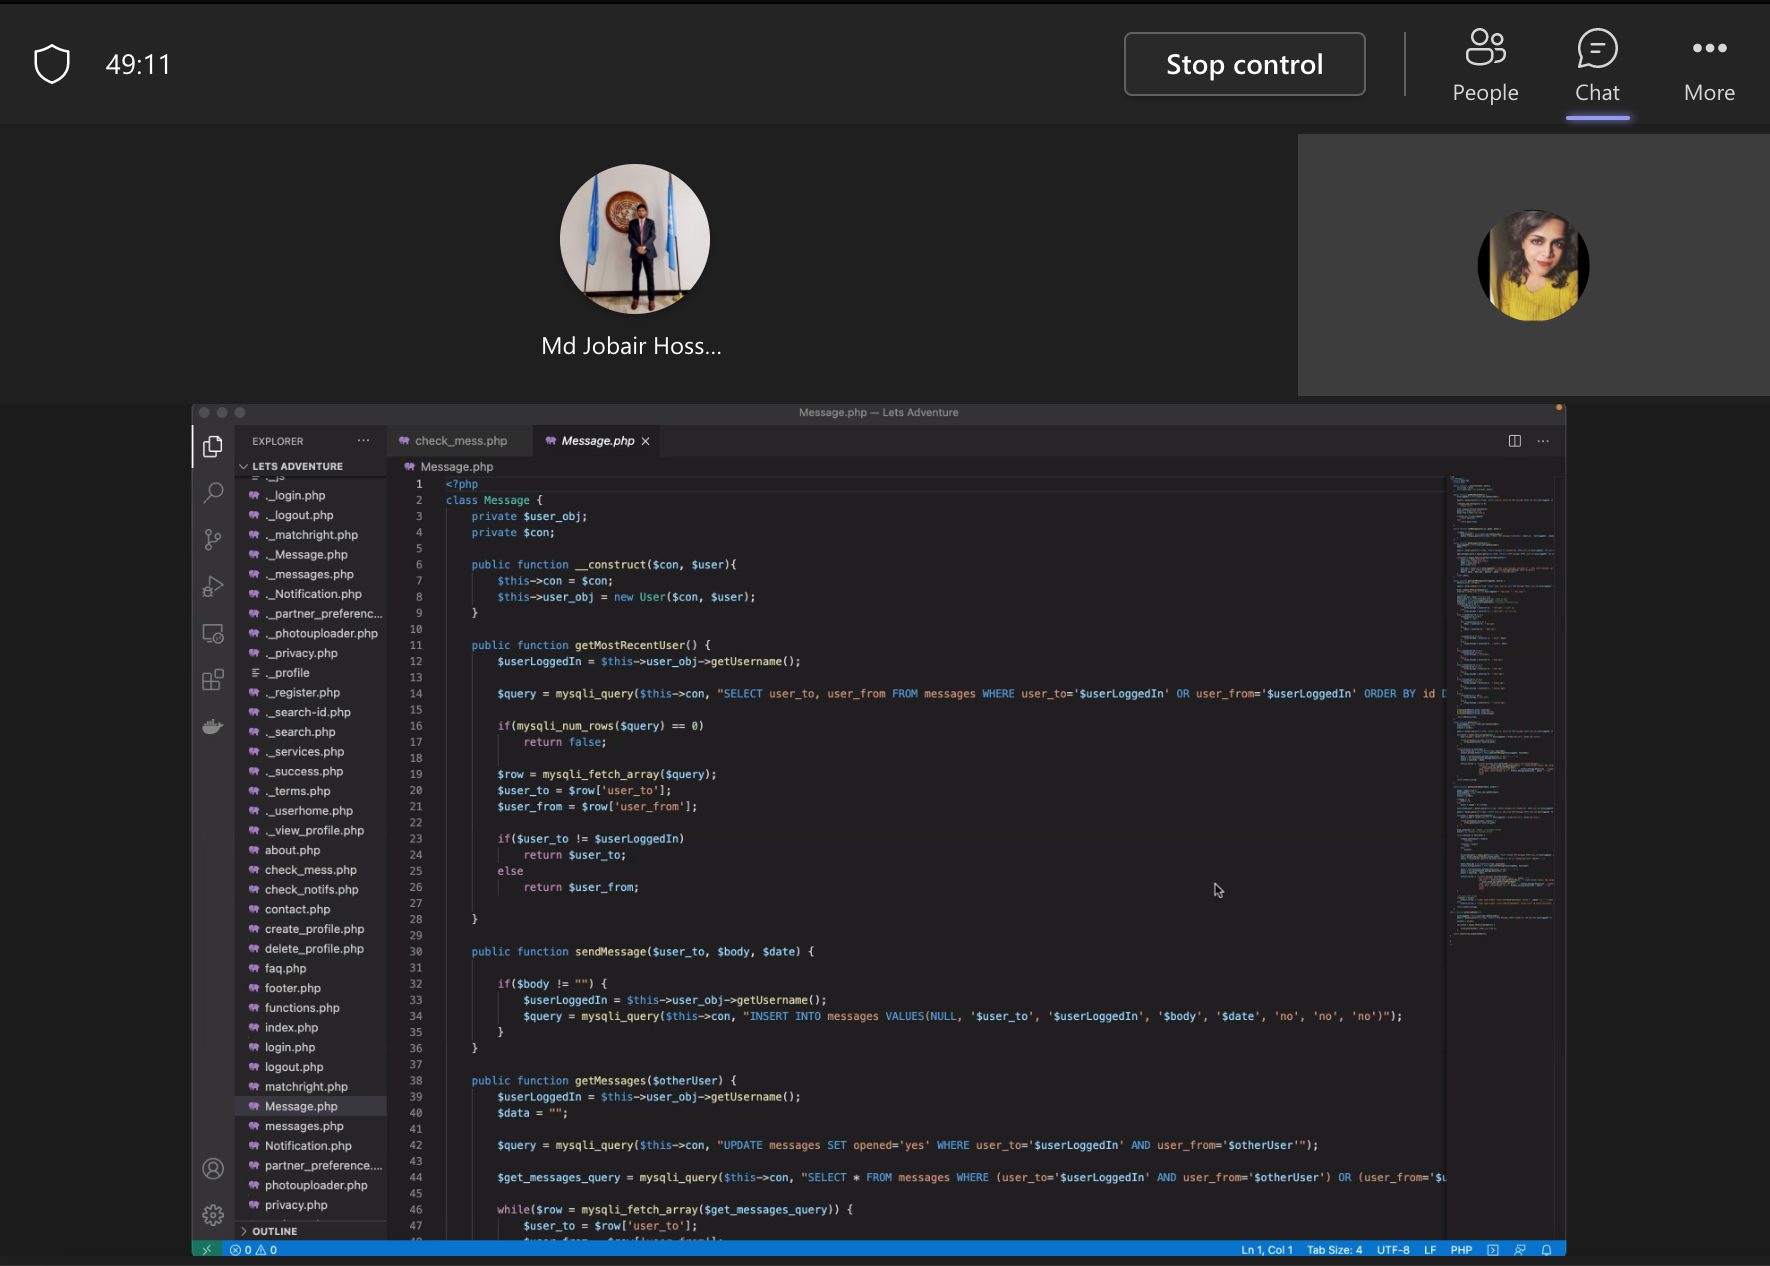 49:11
Stop control
People
Chat
More
Md Jobair Hoss...
Message.php — Lets Adventure
EXPLORER
check_mess.php
Message.php
LETS ADVENTURE
Message.php
._js
._login.php
._logout.php
._matchright.php
._Message.php
._messages.php
._Notification.php
._partner_preferenc...
._photouploader.php
._privacy.php
._profile
._register.php
._search-id.php
._search.php
._services.php
._success.php
._terms.php
._userhome.php
._view_profile.php
about.php
check_mess.php
check_notifs.php
contact.php
create_profile.php
delete_profile.php
faq.php
footer.php
functions.php
index.php
login.php
logout.php
matchright.php
Message.php
messages.php
Notification.php
partner_preference....
photouploader.php
privacy.php
OUTLINE
1 <?php
2 class Message {
3 private $user_obj;
4 private $con;
5
6 public function __construct($con, $user){
7 $this->con = $con;
8 $this->user_obj = new User($con, $user);
9 }
10
11 public function getMostRecentUser() {
12 $userLoggedIn = $this->user_obj->getUsername();
13
14 $query = mysqli_query($this->con, "SELECT user_to, user_from FROM messages WHERE user_to='$userLoggedIn' OR user_from='$userLoggedIn' ORDER BY id D
15
16 if(mysqli_num_rows($query) == 0)
17 return false;
18
19 $row = mysqli_fetch_array($query);
20 $user_to = $row['user_to'];
21 $user_from = $row['user_from'];
22
23 if($user_to != $userLoggedIn)
24 return $user_to;
25 else
26 return $user_from;
27
28 }
29
30 public function sendMessage($user_to, $body, $date) {
31
32 if($body != "") {
33 $userLoggedIn = $this->user_obj->getUsername();
34 $query = mysqli_query($this->con, "INSERT INTO messages VALUES(NULL, '$user_to', '$userLoggedIn', '$body', '$date', 'no', 'no', 'no')");
35 }
36 }
37
38 public function getMessages($otherUser) {
39 $userLoggedIn = $this->user_obj->getUsername();
40 $data = "";
41
42 $query = mysqli_query($this->con, "UPDATE messages SET opened='yes' WHERE user_to='$userLoggedIn' AND user_from='$otherUser'");
43
44 $get_messages_query = mysqli_query($this->con, "SELECT * FROM messages WHERE (user_to='$userLoggedIn' AND user_from='$otherUser') OR (user_from='$u
45
46 while($row = mysqli_fetch_array($get_messages_query)) {
47 $user_to = $row['user_to'];
0 0
Ln 1, Col 1 Tab Size: 4 UTF-8 LF PHP